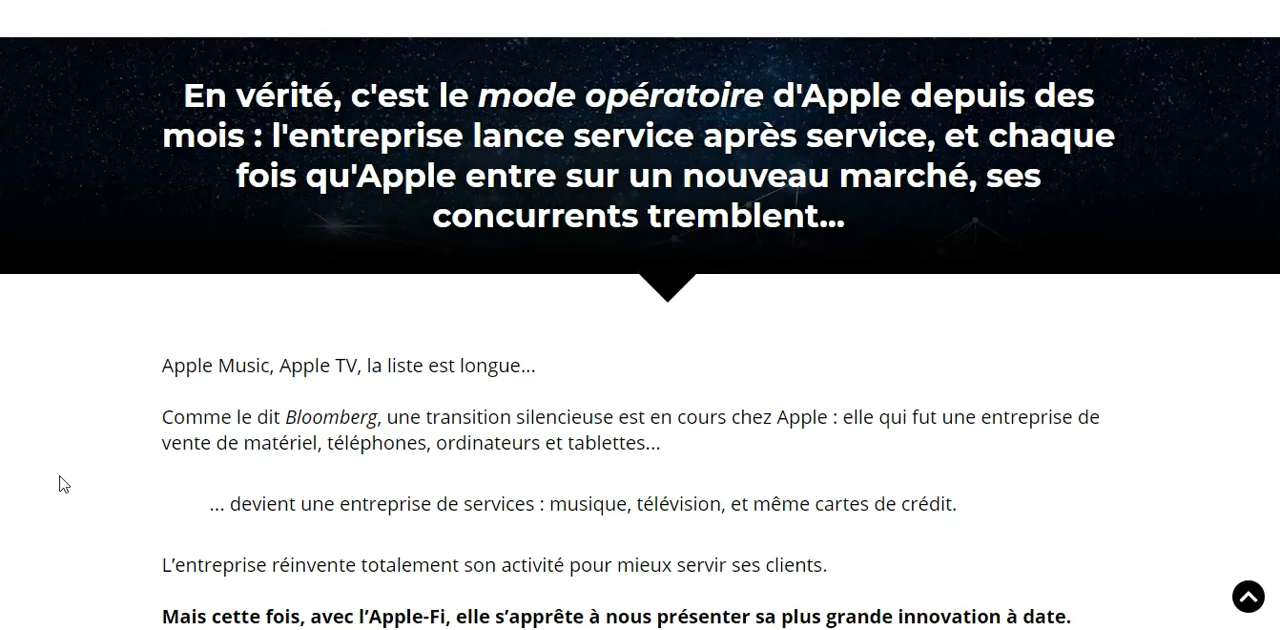 En vérité, c'est le mode opératoire d'Apple depuis des
mois : l'entreprise lance service après service, et chaque
fois qu'Apple entre sur un nouveau marché, ses
concurrents tremblent...
Apple Music, Apple TV, la liste est longue...
Comme le dit Bloomberg, une transition silencieuse est en cours chez Apple : elle qui fut une entreprise de
vente de matériel, téléphones, ordinateurs et tablettes...
... devient une entreprise de services : musique, télévision, et même cartes de crédit.
L’entreprise réinvente totalement son activité pour mieux servir ses clients.
Mais cette fois, avec l’Apple-Fi, elle s’apprête à nous présenter sa plus grande innovation à date.